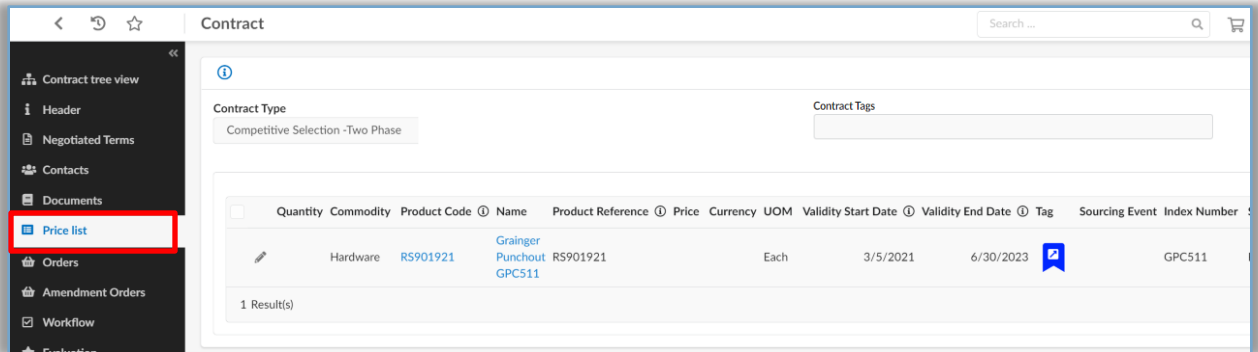 Contract
Search ...
Contract tree view
Header
Negotiated Terms
Contacts
Documents
Price list
Orders
Amendment Orders
Workflow
Evaluation
Contract Type
Competitive Selection -Two Phase
Contract Tags
Quantity Commodity Product Code Name Product Reference Price Currency UOM Validity Start Date Validity End Date Tag Sourcing Event Index Number
Hardware RS901921 Grainger Punchout GPC511 RS901921 Each 3/5/2021 6/30/2023 GPC511
1 Result(s)